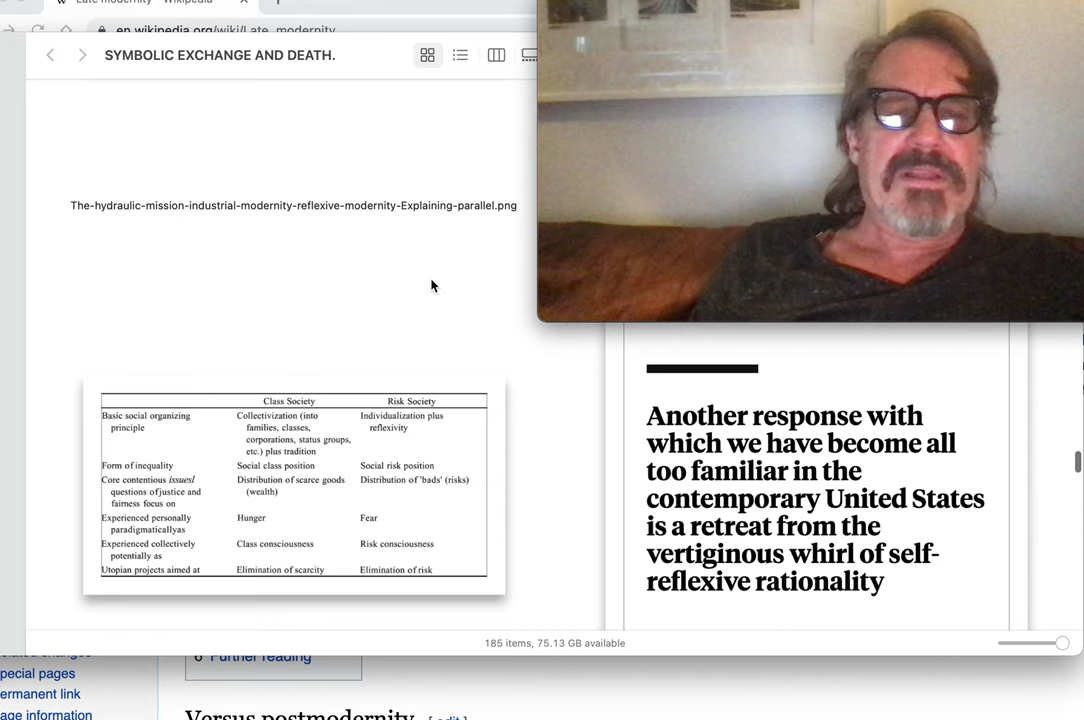 Late modernity - Wikipedia
en.wikipedia.org/wiki/Late_modernity
SYMBOLIC EXCHANGE AND DEATH.
The-hydraulic-mission-industrial-modernity-reflexive-modernity-Explaining-parallel.png
Class Society Risk Society
Basic social organizing Collectivization (into Individualization plus
principle families, classes, reflexivity
corporations, status groups,
etc.) plus tradition
Form of inequality Social class position Social risk position
Core contentious issuesl Distribution of scarce goods Distribution of 'bads' (risks)
questions ofjustice and (wealth)
fairness focus on
Experienced personally Hunger Fear
paradigmaticallyas
Experienced collectively Class consciousness Risk consciousness
potentially as
Utopian projects aimed at Elimination of scarcity Elimination of risk
Another response with
which we have become all
too familiar in the
contemporary United States
is a retreat from the
vertiginous whirl of self-
reflexive rationality
185 items, 75.13 GB available
6 Further reading
pecial pages
ermanent link
age information
Versus postmodernity [ edit ]